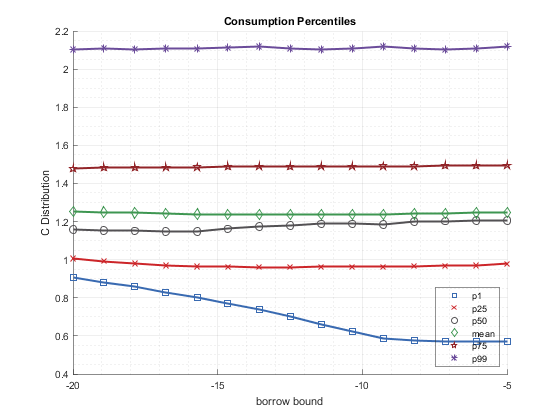 Consumption Percentiles
2.2
2
1.8
1.6
1.4
1.2
1
0.8
0.6
0.4
C Distribution
-20
-15
-10
-5
borrow bound
p1
p25
p50
mean
p75
p99